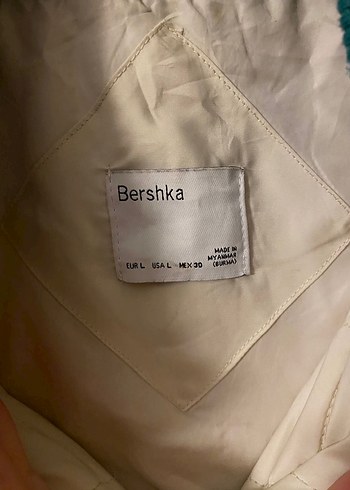 Bershka
MADE IN
MYANMAR
(BURMA)
EUR L USA L MEX 30